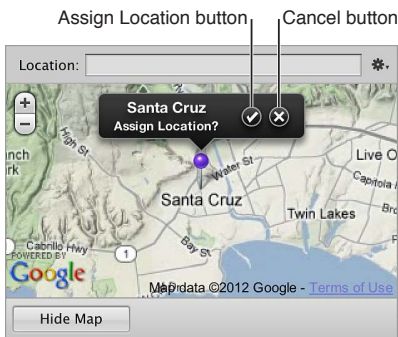 Assign Location button
Cancel button
Location:
Santa Cruz
Assign Location?
High St
Water St
Live O
Capitola
Santa Cruz
Twin Lakes
Bro
Cabrillo Hwy
1
Bay St
POWERED BY
Google
Map data ©2012 Google - Terms of Use
Hide Map